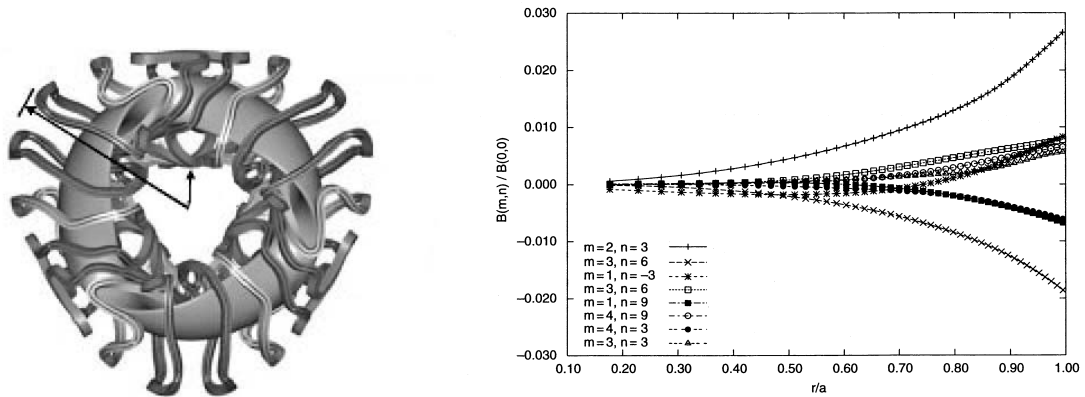 0.030
0.020
0.010
0.000
−0.010
−0.020
−0.030
B(m,n) / B(0,0)
m=2, n=3
m=3, n=6
m=1, n=−3
m=3, n=6
m=1, n=9
m=4, n=9
m=4, n=3
m=3, n=3
0.10 0.20 0.30 0.40 0.50 0.60 0.70 0.80 0.90 1.00
r/a